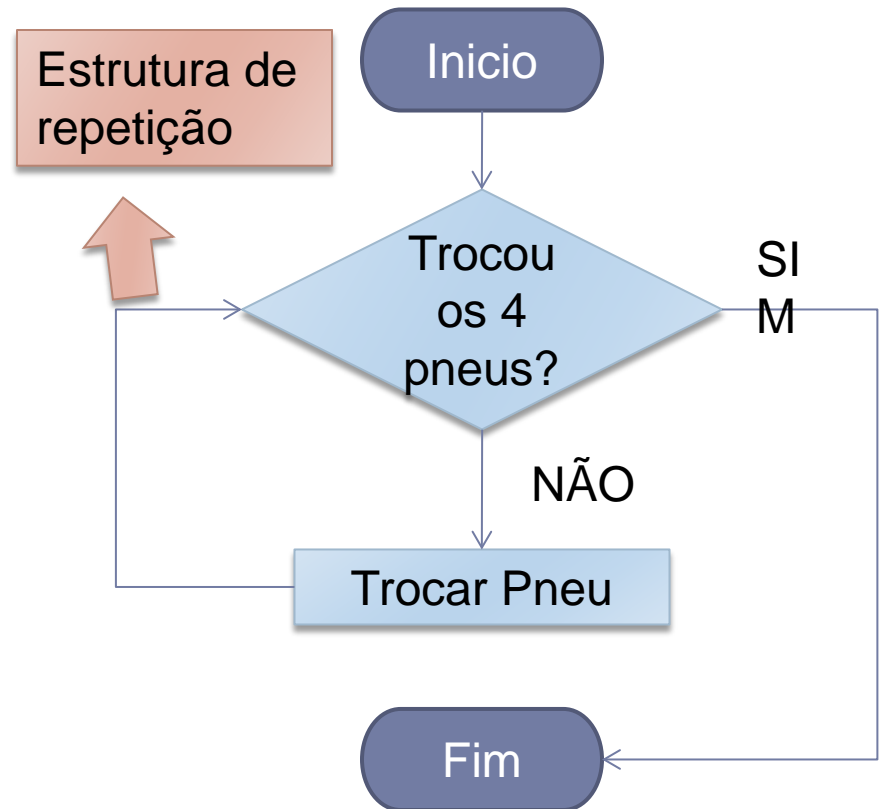 Estrutura de
repetição
Inicio
Trocou
os 4
pneus?
SI
M
NÃO
Trocar Pneu
Fim